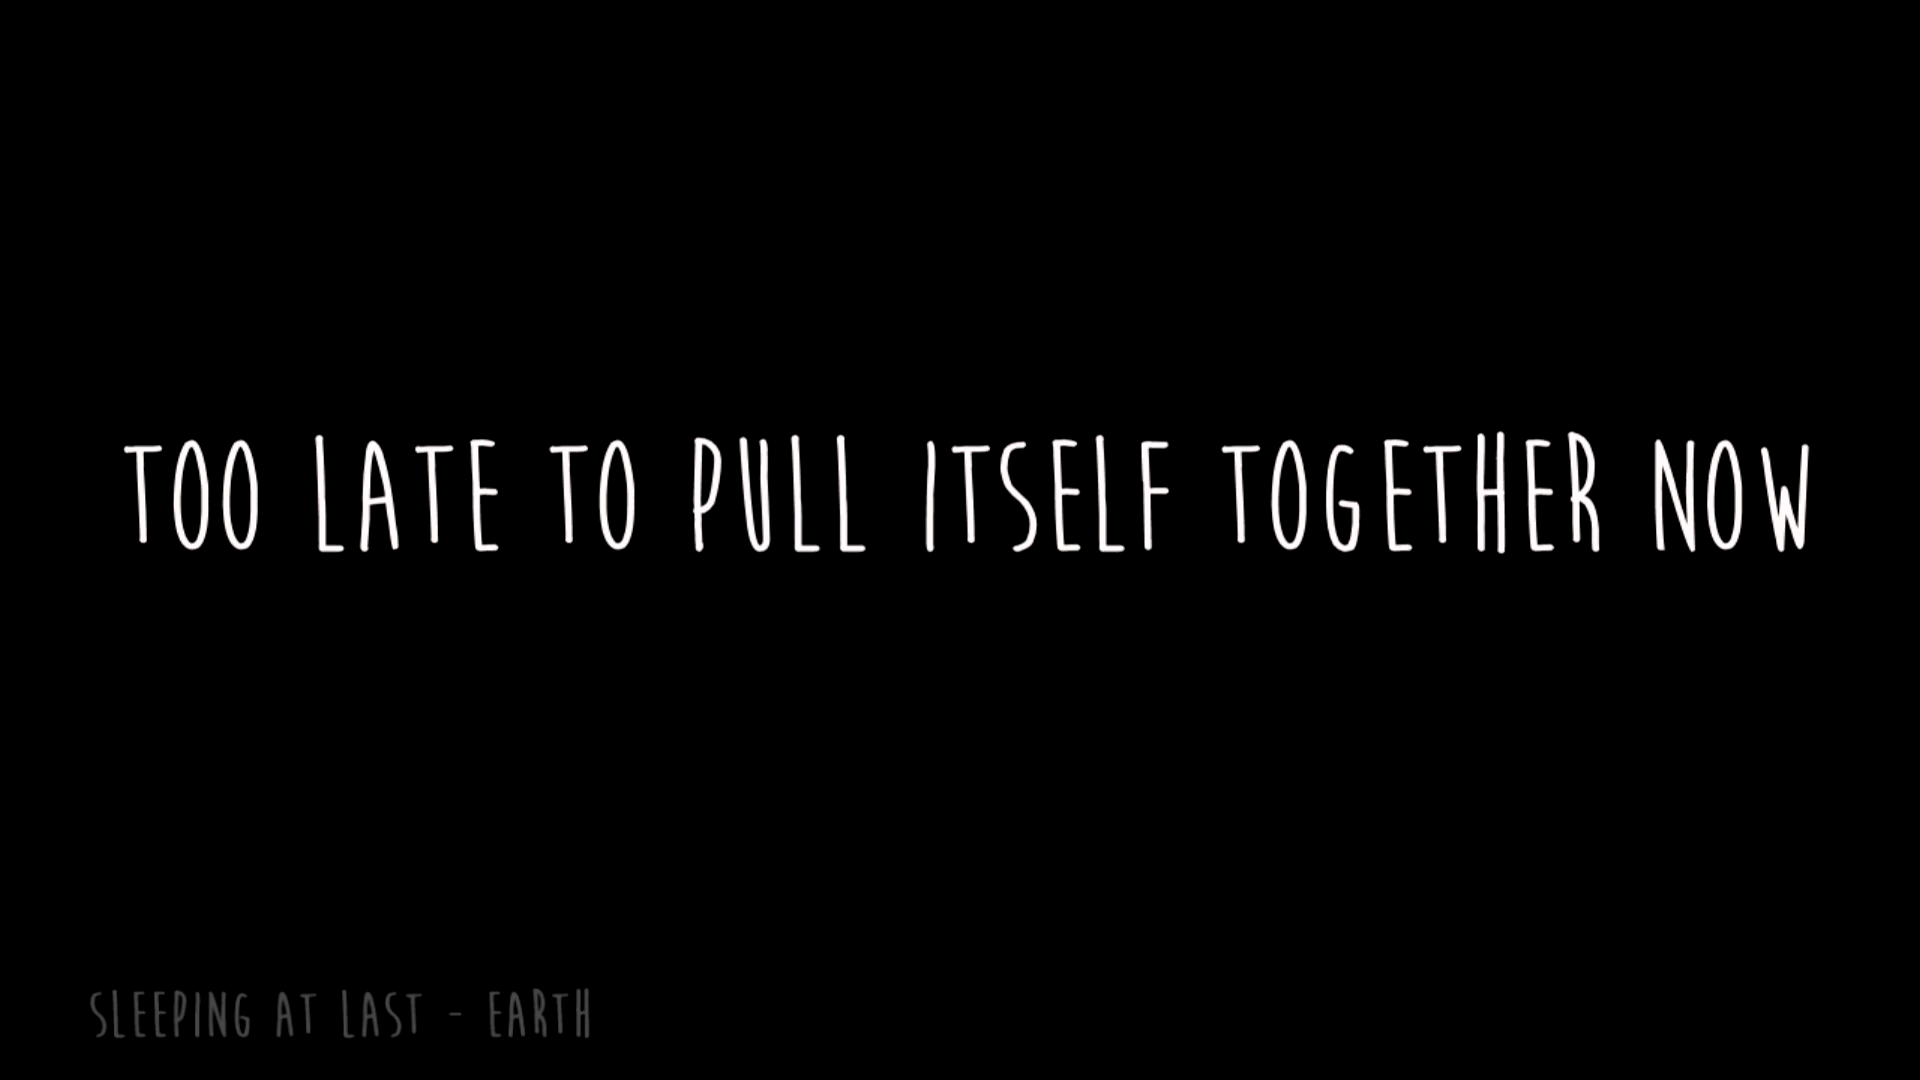 TOO LATE TO PULL ITSELF TOGETHER NOW
SLEEPING AT LAST - EARTH